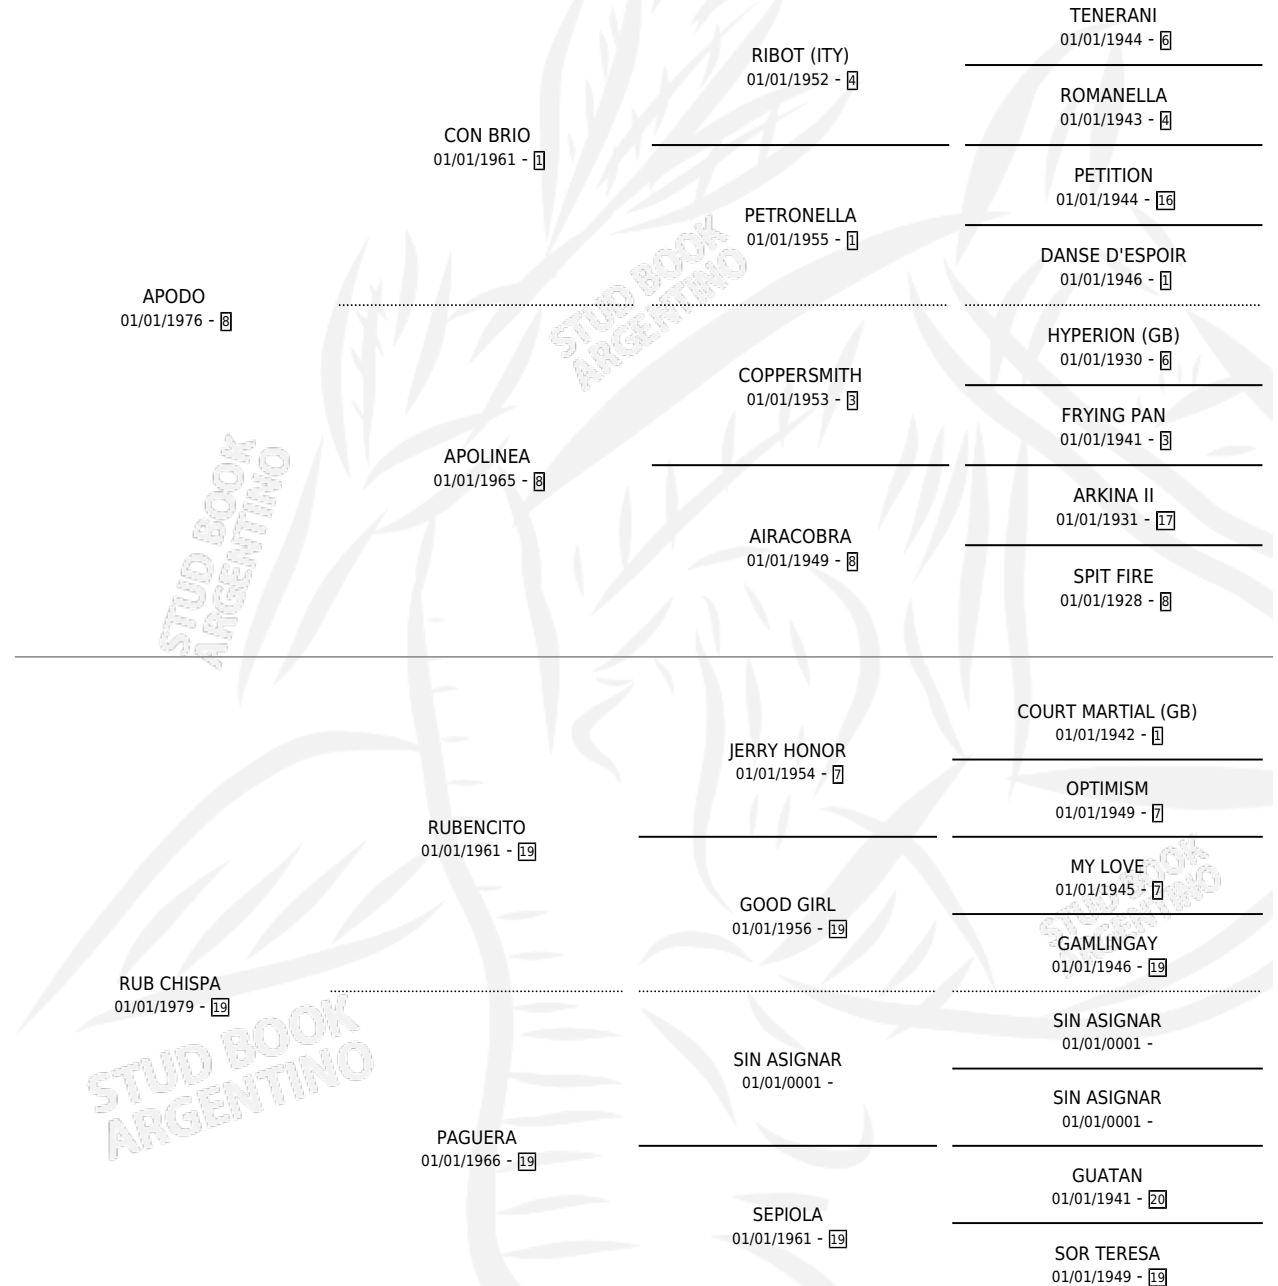 TENERANI
01/01/1944 - 6
RIBOT (ITY)
01/01/1952 - 4
ROMANELLA
01/01/1943 - 4
CON BRIO
01/01/1961 - 1
PETITION
01/01/1944 - 16
PETRONELLA
01/01/1955 - 1
DANSE D'ESPOIR
01/01/1946 - 1
APODO
01/01/1976 - 8
HYPERION (GB)
01/01/1930 - 6
COPPERSMITH
01/01/1953 - 3
FRYING PAN
01/01/1941 - 3
APOLINEA
01/01/1965 - 8
ARKINA II
01/01/1931 - 17
AIRACOBRA
01/01/1949 - 8
SPIT FIRE
01/01/1928 - 8
STUD BOOK
ARGENTINO
STUD BOOK
ARGENTINO
COURT MARTIAL (GB)
01/01/1942 - 1
JERRY HONOR
01/01/1954 - 7
OPTIMISM
01/01/1949 - 7
RUBENCITO
01/01/1961 - 19
MY LOVE
01/01/1945 - 7
GOOD GIRL
01/01/1956 - 19
GAMLINGAY
01/01/1946 - 19
STUD BOOK
ARGENTINO
RUB CHISPA
01/01/1979 - 19
SIN ASIGNAR
01/01/0001 -
SIN ASIGNAR
01/01/0001 -
SIN ASIGNAR
01/01/0001 -
PAGUERA
01/01/1966 - 19
GUATAN
01/01/1941 - 20
SEPIOLA
01/01/1961 - 19
SOR TERESA
01/01/1949 - 19
STUD BOOK
ARGENTINO